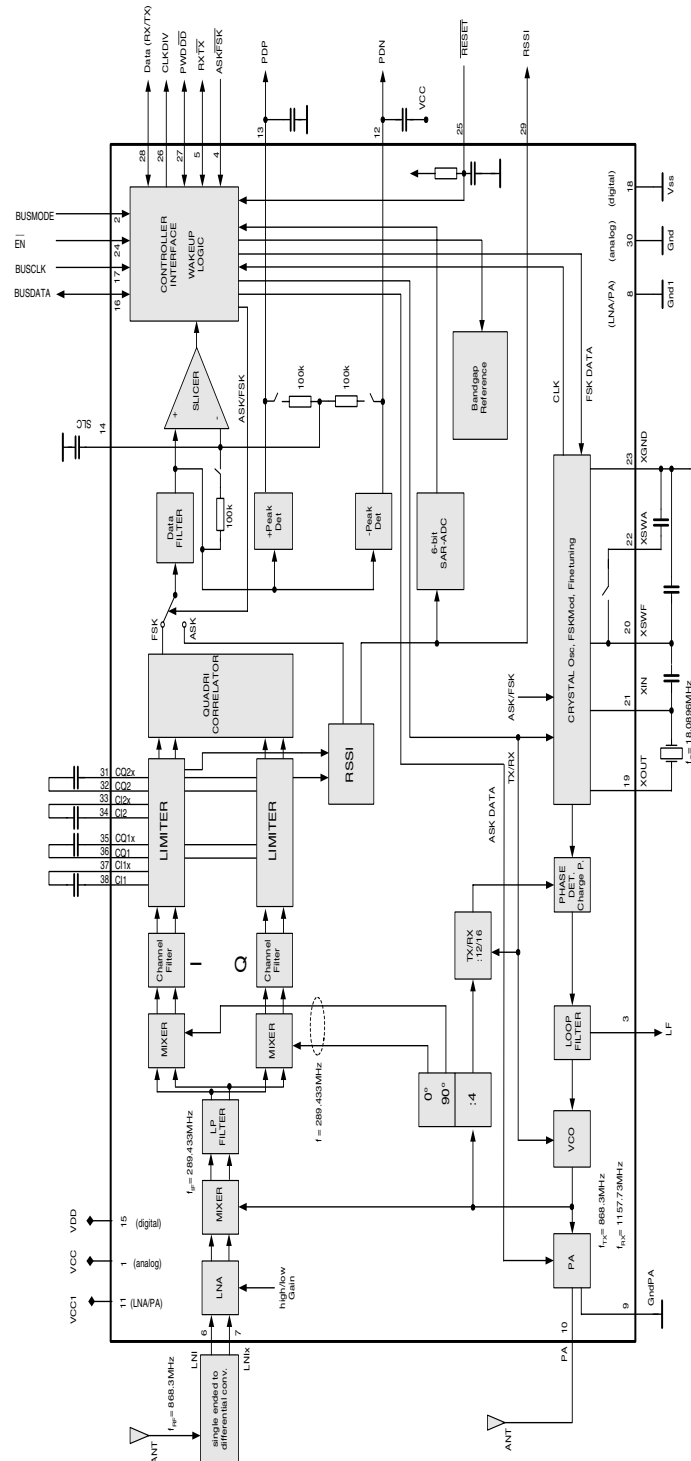 BUSMODE
EN
BUSCLK
BUSDATA
2
24
17
16
28
26
27
5
4
Data (RX/TX)
CLKDIV
PWDDD
RXTX
ASKFSK
CONTROLLER
INTERFACE
WAKEUP
LOGIC
13
PDP
12
PDN
VCC
25
RESET
29
RSSI
SLC
14
SLICER
+
-
ASK/FSK
100k
100k
100k
Data
FILTER
+Peak
Det
-Peak
Det
6-bit
SAR-ADC
Bandgap
Reference
(digital)
18
Vss
(analog)
30
Gnd
(LNA/PA)
8
Gnd1
FSK
ASK
QUADRI
CORRELATOR
RSSI
LIMITER
LIMITER
31 CQ2x
32 CQ2
33 CI2x
34 CI2
35 CQ1x
36 CQ1
37 CI1x
38 CI1
Channel
Filter
I
Channel
Filter
Q
MIXER
MIXER
f = 289.433MHz
LP
FILTER
fIF= 289.433MHz
MIXER
LNA
high/low
Gain
VDD
15
(digital)
VCC
1
(analog)
VCC1
11
(LNA/PA)
LNI
6
7
LNIx
fRF= 868.3MHz
single ended to
differential conv.
ANT
0°
90°
:4
TX/RX
:12/16
ASK DATA
TX/RX
ASK/FSK
CLK
FSK DATA
CRYSTAL Osc, FSKMod, Finetuning
23
XGND
22
XSWA
20
XSWF
21
XIN
19
XOUT
= 18.0896MHz
PHASE
DET.
Charge P.
LOOP
FILTER
3
LF
VCO
fTX= 868.3MHz
fRX= 1157.73MHz
PA
9
GndPA
10
PA
ANT